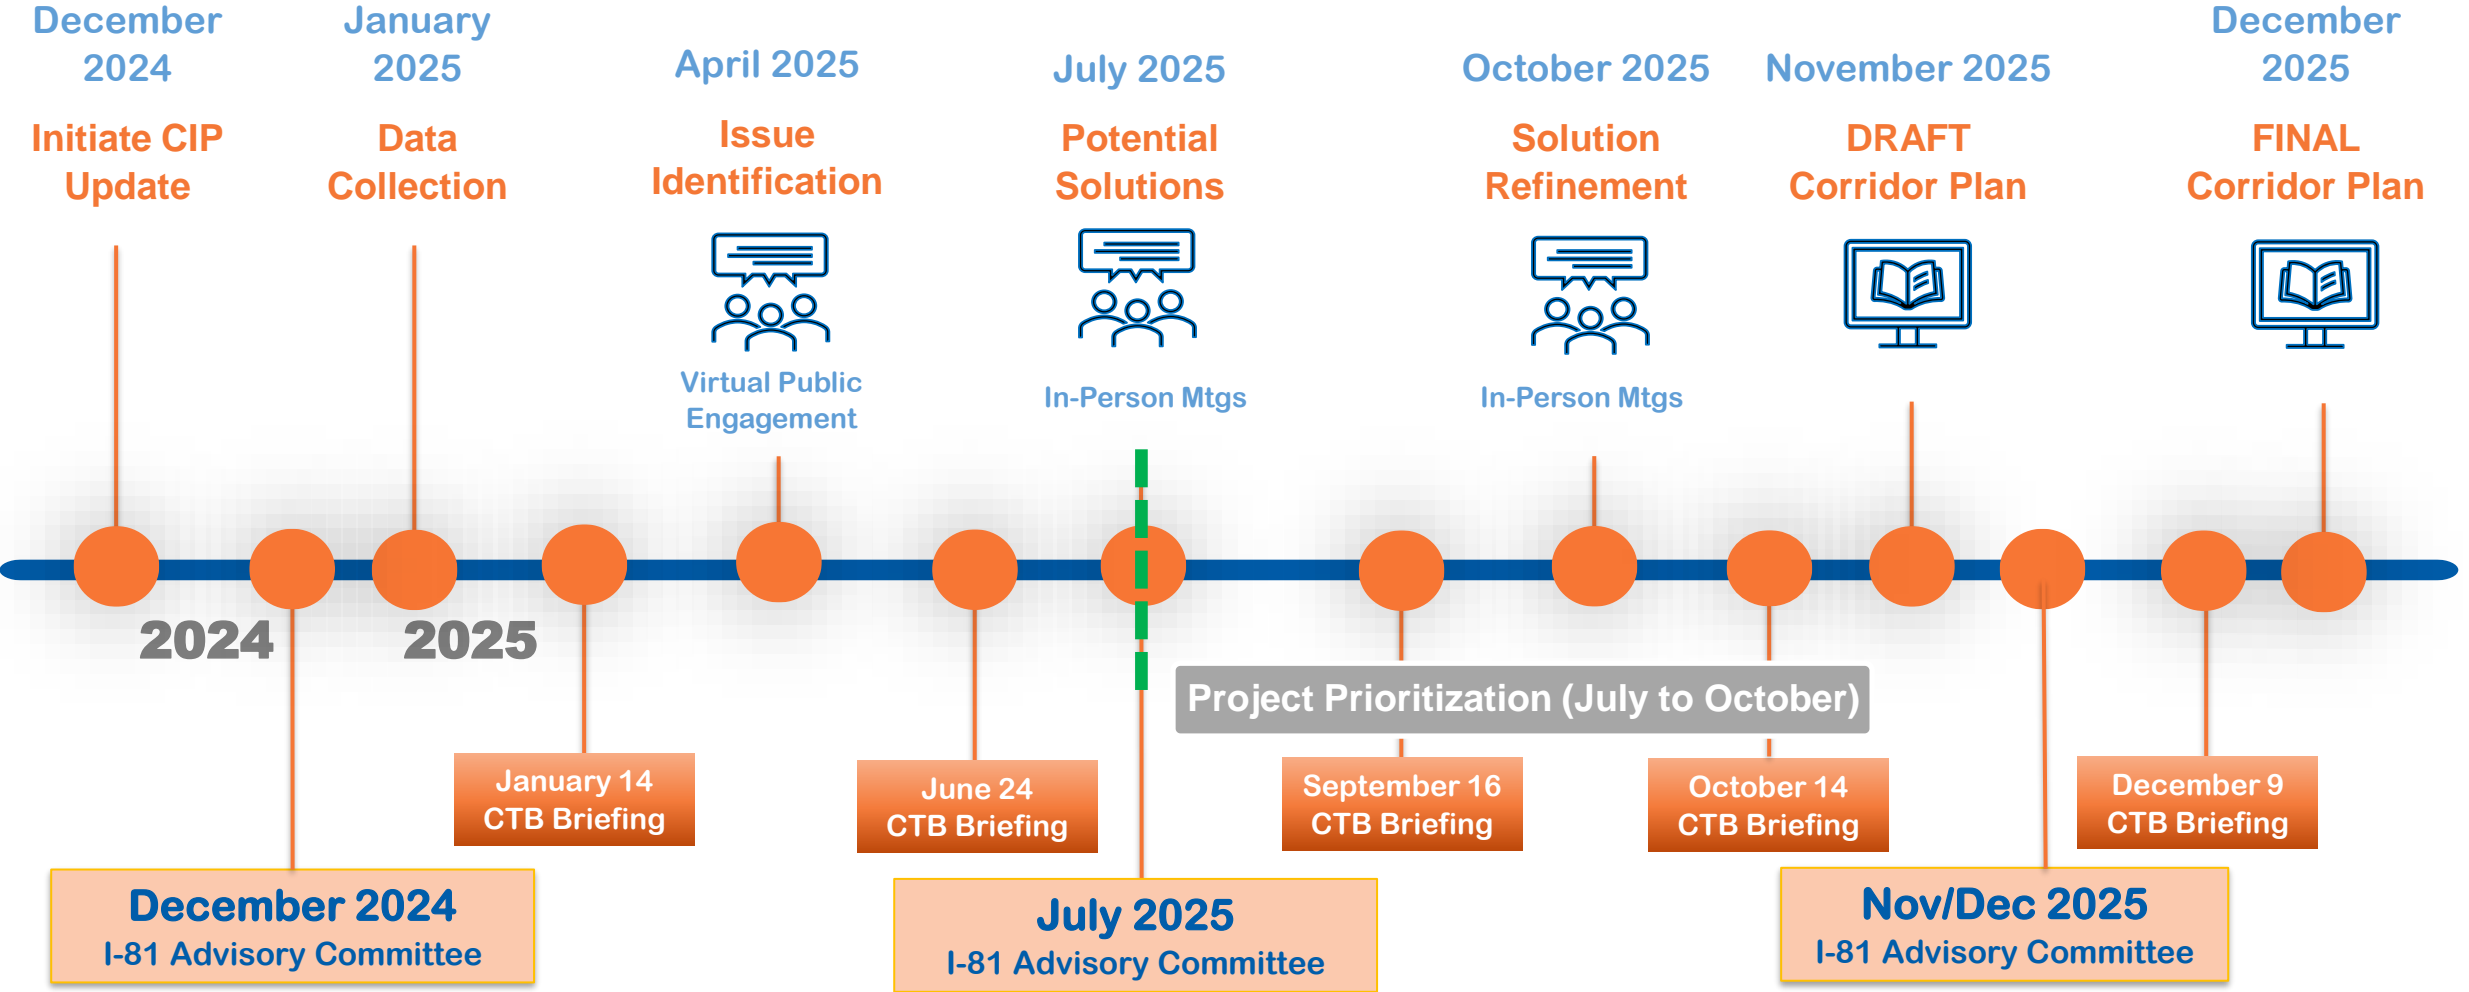 December
2024
Initiate CIP
Update
January
2025
Data
Collection
April 2025
Issue
Identification
Virtual Public
Engagement
July 2025
Potential
Solutions
In-Person Mtgs
October 2025
Solution
Refinement
In-Person Mtgs
November 2025
DRAFT
Corridor Plan
December
2025
FINAL
Corridor Plan
2024
2025
Project Prioritization (July to October)
January 14
CTB Briefing
June 24
CTB Briefing
September 16
CTB Briefing
October 14
CTB Briefing
December 9
CTB Briefing
December 2024
I-81 Advisory Committee
July 2025
I-81 Advisory Committee
Nov/Dec 2025
I-81 Advisory Committee